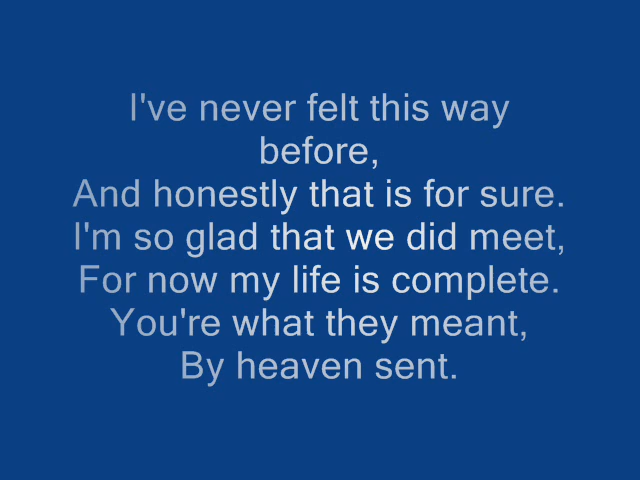 I've never felt this way
before,
And honestly that is for sure.
I'm so glad that we did meet,
For now my life is complete.
You're what they meant,
By heaven sent.